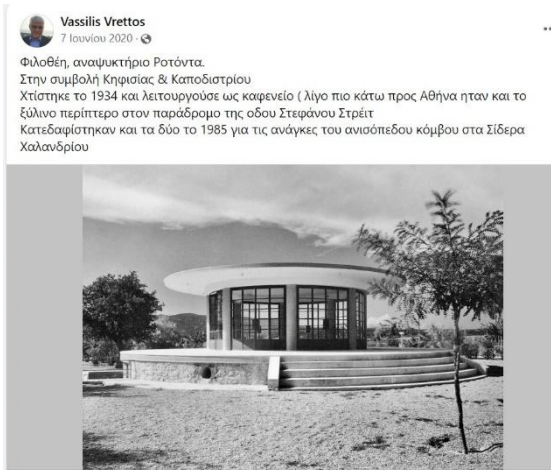 Vassilis Vrettos
7 Ιουνίου 2020 ·
Φιλοθέη, αναψυκτήριο Ροτόντα.
Στην συμβολή Κηφισίας & Καποδιστρίου
Χτίστηκε το 1934 και λειτουργούσε ως καφενείο ( λίγο πιο κάτω προς Αθήνα ηταν και το
ξύλινο περίπτερο στον παράδρομο της οδου Στεφάνου Στρέιτ
Κατεδαφίστηκαν και τα δύο το 1985 για τις ανάγκες του ανισόπεδου κόμβου στα Σίδερα
Χαλανδρίου